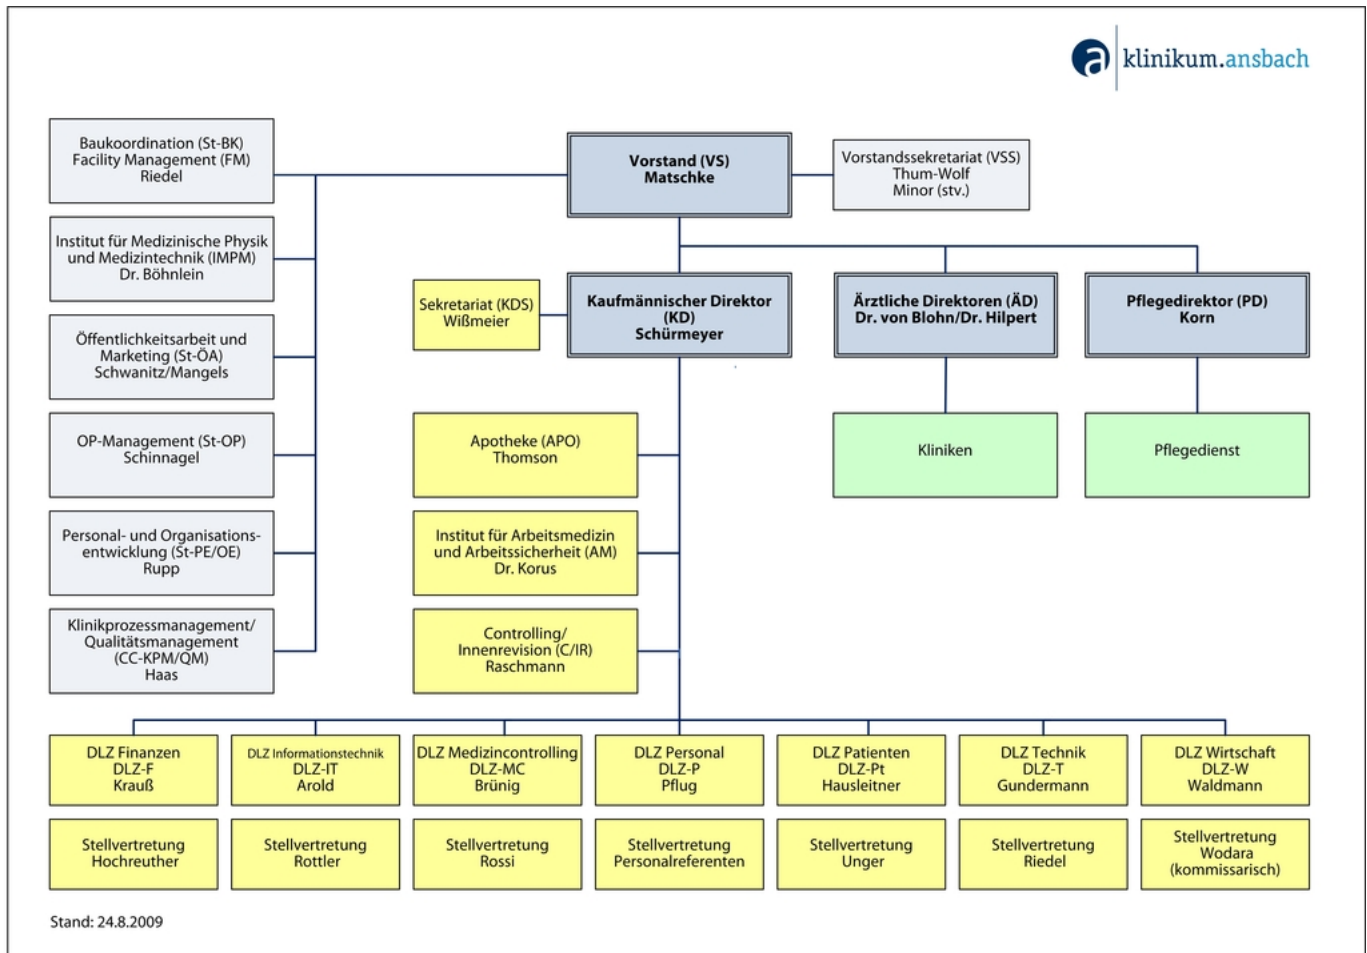 a klinikum.ansbach
Baukoordination (St-BK)
Facility Management (FM)
Riedel
Vorstand (VS)
Matschke
Vorstandssekretariat (VSS)
Thum-Wolf
Minor (stv.)
Institut für Medizinische Physik
und Medizintechnik (IMPM)
Dr. Böhnlein
Sekretariat (KDS)
Wißmeier
Kaufmännischer Direktor
(KD)
Schürmeyer
Ärztliche Direktoren (ÄD)
Dr. von Blohn/Dr. Hilpert
Pflegedirektor (PD)
Korn
Öffentlichkeitsarbeit und
Marketing (St-ÖA)
Schwanitz/Mangels
OP-Management (St-OP)
Schinnagel
Apotheke (APO)
Thomson
Kliniken
Pflegedienst
Personal- und Organisations-
entwicklung (St-PE/OE)
Rupp
Institut für Arbeitsmedizin
und Arbeitssicherheit (AM)
Dr. Korus
Klinikprozessmanagement/
Qualitätsmanagement
(CC-KPM/QM)
Haas
Controlling/
Innenrevision (C/IR)
Raschmann
DLZ Finanzen
DLZ-F
Krauß
DLZ Informationstechnik
DLZ-IT
Arold
DLZ Medizincontrolling
DLZ-MC
Brünig
DLZ Personal
DLZ-P
Pflug
DLZ Patienten
DLZ-Pt
Hausleitner
DLZ Technik
DLZ-T
Gundermann
DLZ Wirtschaft
DLZ-W
Waldmann
Stellvertretung
Hochreuther
Stellvertretung
Rottler
Stellvertretung
Rossi
Stellvertretung
Personalreferenten
Stellvertretung
Unger
Stellvertretung
Riedel
Stellvertretung
Wodara
(kommissarisch)
Stand: 24.8.2009